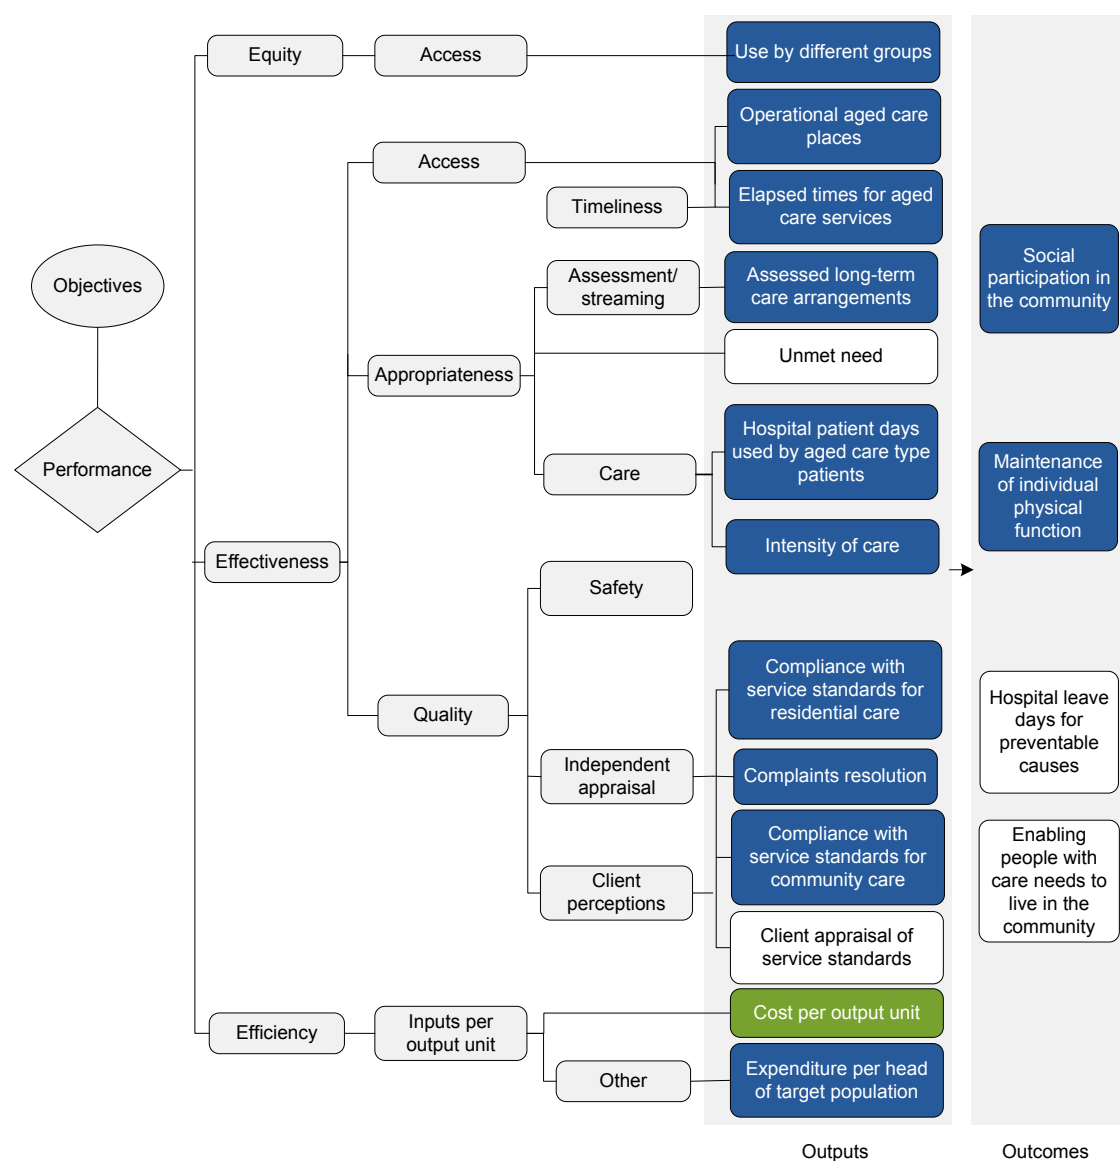 Equity
Access
Use by different groups
Operational aged care
places
Access
Timeliness
Elapsed times for aged
care services
Objectives
Assessment/
streaming
Assessed long-term
care arrangements
Social
participation in
the community
Unmet need
Appropriateness
Performance
Care
Hospital patient days
used by aged care type
patients
Maintenance
of individual
physical
function
Intensity of care
Effectiveness
Safety
Quality
Compliance with
service standards for
residential care
Hospital leave
days for
preventable
causes
Independent
appraisal
Complaints resolution
Compliance with
service standards for
community care
Enabling
people with
care needs to
live in the
community
Client
perceptions
Client appraisal of
service standards
Efficiency
Inputs per
output unit
Cost per output unit
Other
Expenditure per head
of target population
Outputs
Outcomes